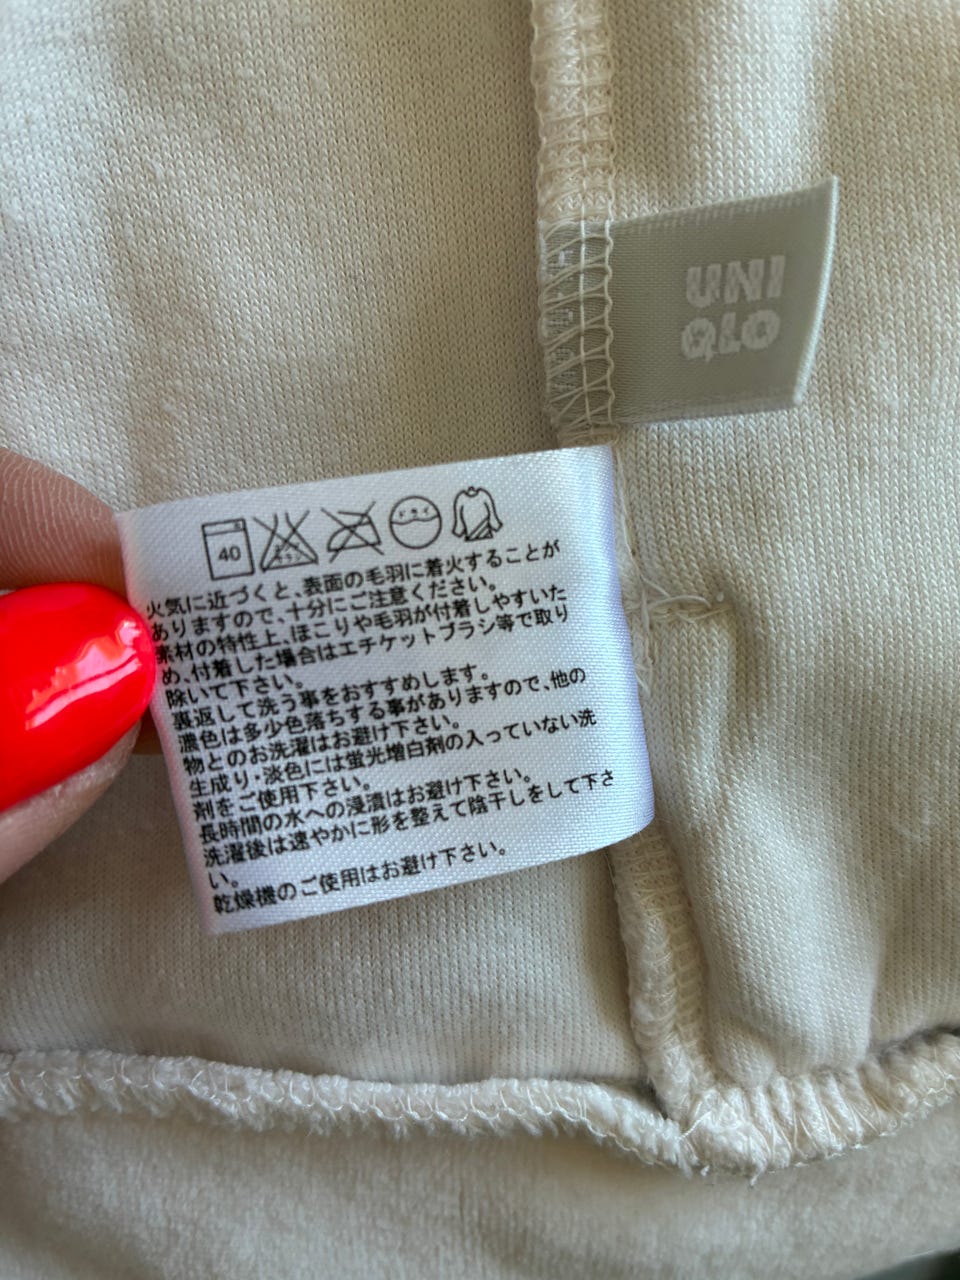 UNI
QLO
40
火気に近づくと、表面の毛羽に着火することが
ありますので、十分にご注意ください。
素材の特性上、ほこりや毛羽が付着しやすいた
め、付着した場合はエチケットブラシ等で取り
除いて下さい。
裏返して洗う事をおすすめします。
濃色は多少色落ちする事がありますので、他の
物とのお洗濯はお避け下さい。
生成り・淡色には蛍光増白剤の入っていない洗
剤をご使用下さい。
長時間の水への浸漬はお避け下さい。
洗濯後は速やかに形を整えて陰干しをして下さ
い。
乾燥機のご使用はお避け下さい。